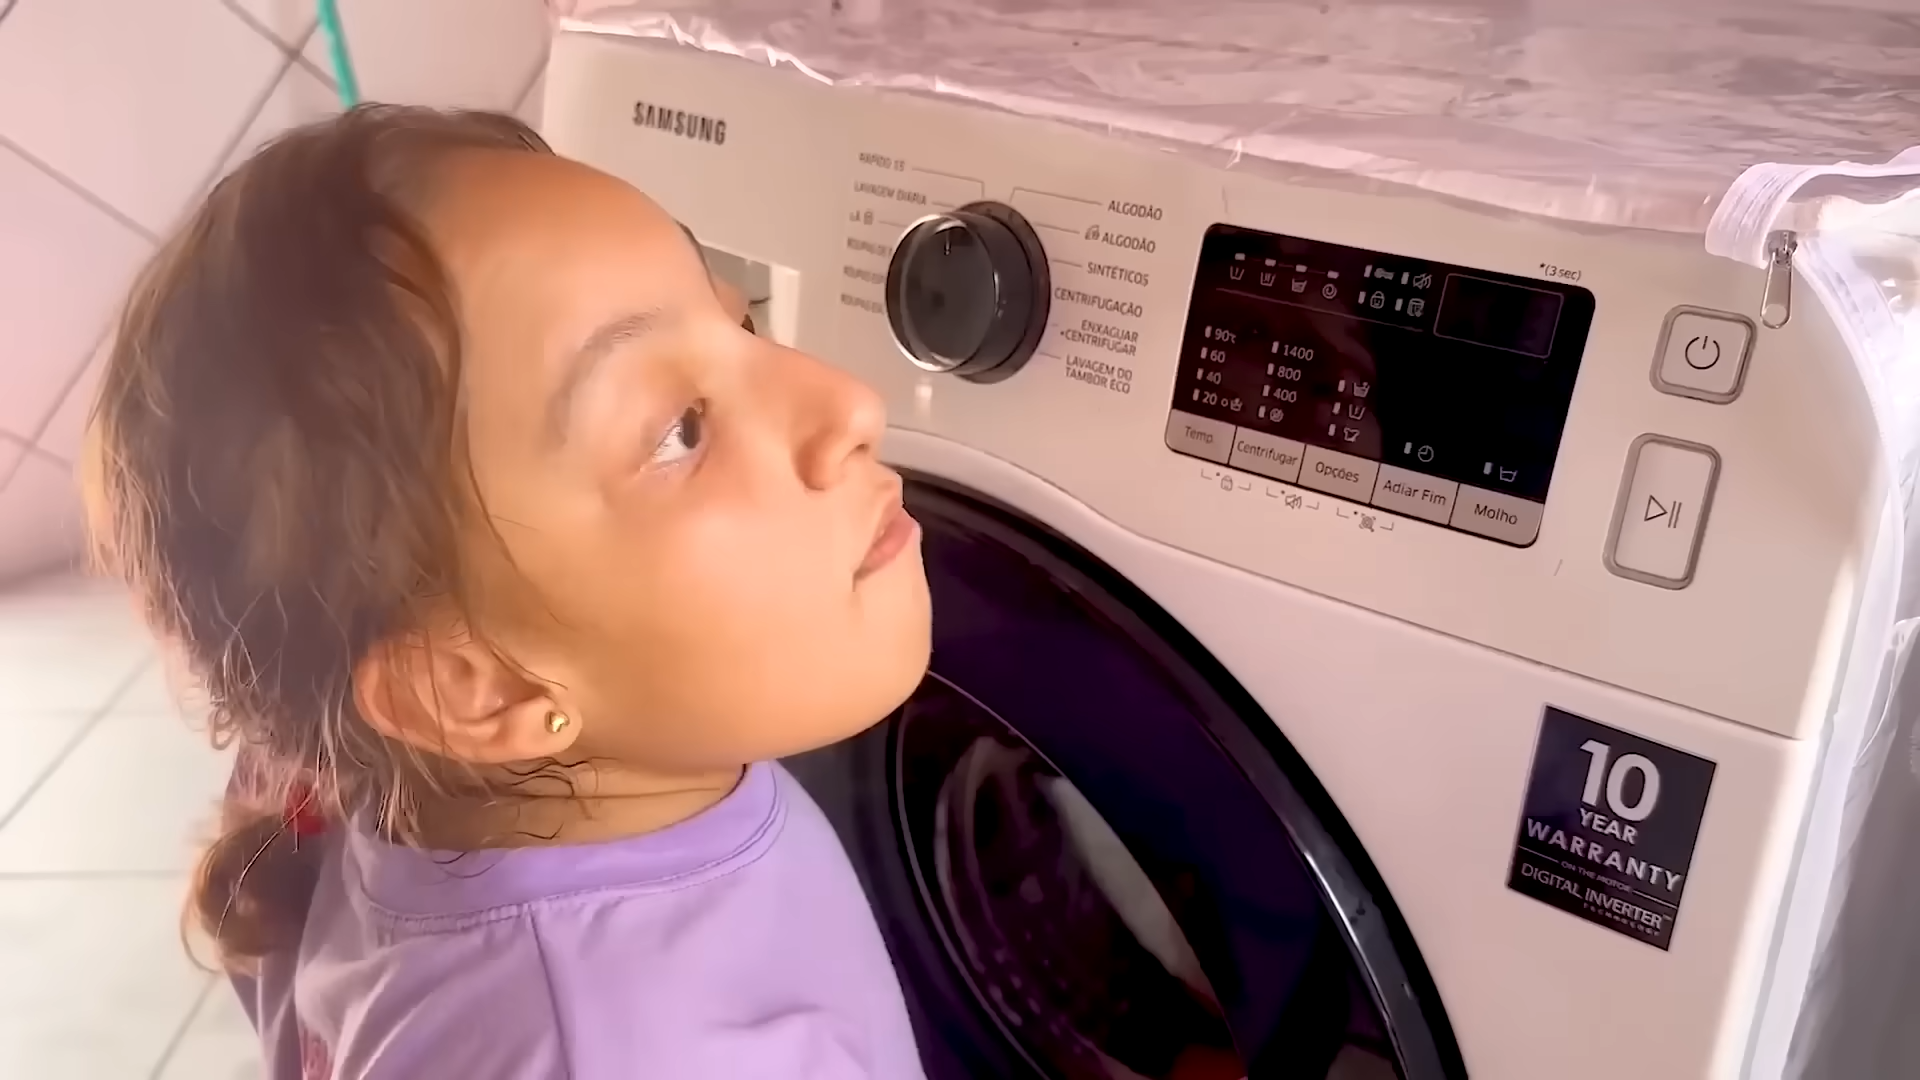 SAMSUNG
RÁPIDO 15'
LAVAGEM DIÁRIA
LÃ
ALGODÃO
ALGODÃO
SINTÉTICOS
CENTRIFUGAÇÃO
ENXAGUAR
+CENTRIFUGAR
LAVAGEM DO
TAMBOR ECO
*(3 sec)
90℃
60
40
20
1400
800
400
Temp.
Centrifugar
Opções
Adiar Fim
Molho
10
YEAR
WARRANTY
ON THE MOTOR
DIGITAL INVERTER™
TECHNOLOGY